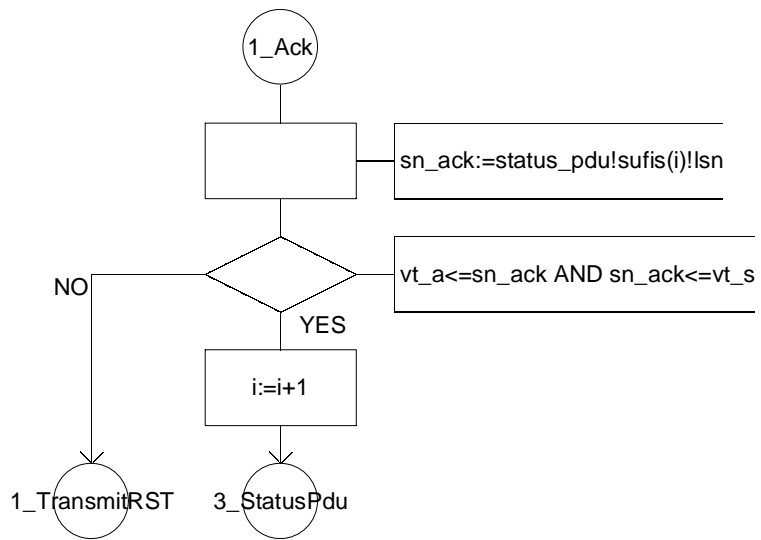 1_Ack
sn_ack:=status_pdu!sufis(i)!lsn
vt_a<=sn_ack AND sn_ack<=vt_s
NO
YES
i:=i+1
1_TransmitRST
3_StatusPdu